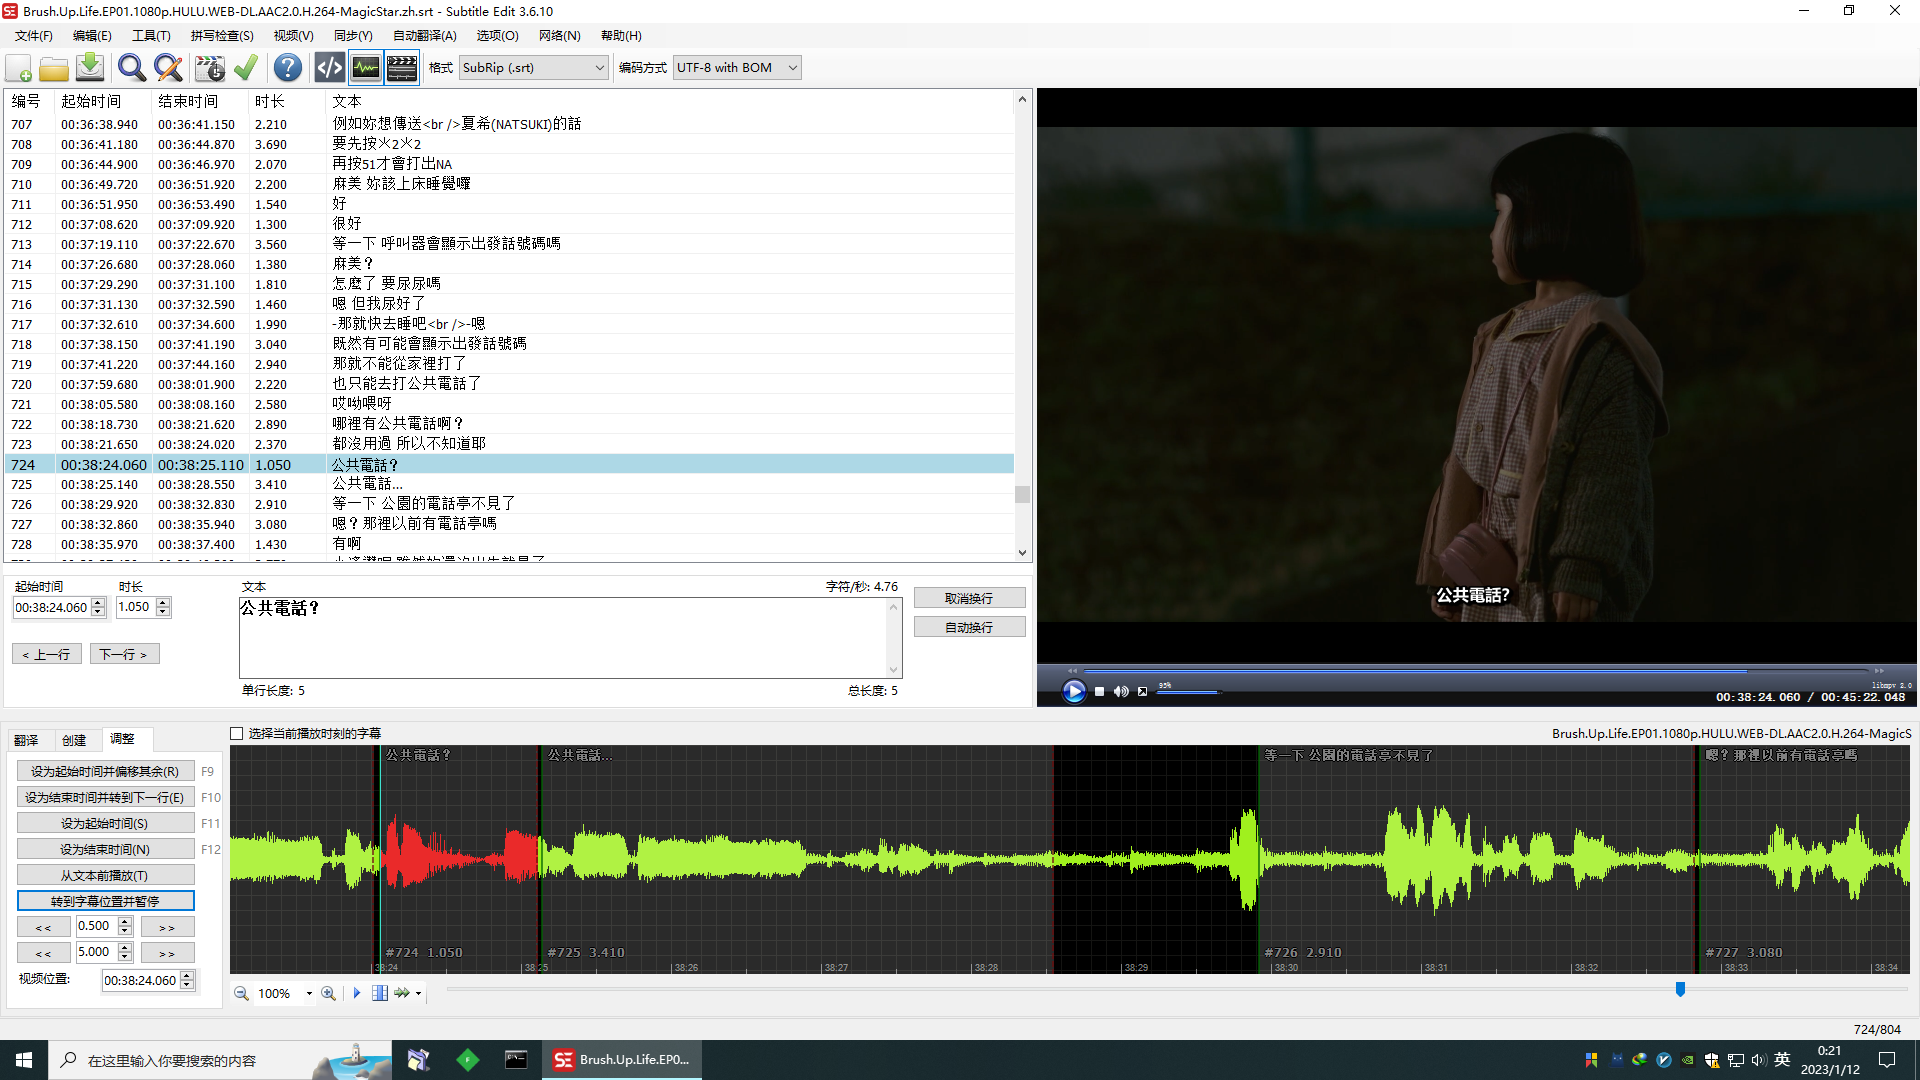 Brush.Up.Life.EP01.1080p.HULU.WEB-DL.AAC2.0.H.264-MagicStar.zh.srt - Subtitle Edit 3.6.10
文件(F) 编辑(E) 工具(T) 拼写检查(S) 视频(V) 同步(Y) 自动翻译(A) 选项(O) 网络(N) 帮助(H)
格式 SubRip (.srt) 编码方式 UTF-8 with BOM
编号 起始时间 结束时间 时长 文本
707 00:36:38.940 00:36:41.150 2.210 例如妳想傳送<br />夏希(NATSUKI)的話
708 00:36:41.180 00:36:44.870 3.690 要先按火2火2
709 00:36:44.900 00:36:46.970 2.070 再按51才會打出NA
710 00:36:49.720 00:36:51.920 2.200 麻美 妳該上床睡覺囉
711 00:36:51.950 00:36:53.490 1.540 好
712 00:37:08.620 00:37:09.920 1.300 很好
713 00:37:19.110 00:37:22.670 3.560 等一下 呼叫器會顯示出發話號碼嗎
714 00:37:26.680 00:37:28.060 1.380 麻美？
715 00:37:29.290 00:37:31.100 1.810 怎麼了 要尿尿嗎
716 00:37:31.130 00:37:32.590 1.460 嗯 但我尿好了
717 00:37:32.610 00:37:34.600 1.990 -那就快去睡吧<br />-嗯
718 00:37:38.150 00:37:41.190 3.040 既然有可能會顯示出發話號碼
719 00:37:41.220 00:37:44.160 2.940 那就不能從家裡打了
720 00:37:59.680 00:38:01.900 2.220 也只能去打公共電話了
721 00:38:05.580 00:38:08.160 2.580 哎呦喂呀
722 00:38:18.730 00:38:21.620 2.890 哪裡有公共電話啊？
723 00:38:21.650 00:38:24.020 2.370 都沒用過 所以不知道耶
724 00:38:24.060 00:38:25.110 1.050 公共電話？
725 00:38:25.140 00:38:28.550 3.410 公共電話...
726 00:38:29.920 00:38:32.830 2.910 等一下 公園的電話亭不見了
727 00:38:32.860 00:38:35.940 3.080 嗯？那裡以前有電話亭嗎
728 00:38:35.970 00:38:37.400 1.430 有啊
公共電話?
起始时间 时长 文本 字符/秒: 4.76
00:38:24.060 1.050 公共電話？ 取消换行
自动换行
< 上一行 下一行 >
单行长度: 5 总长度: 5
95%
libmpv 2.0
00:38:24.060 / 00:45:22.048
翻译 创建 调整
选择当前播放时刻的字幕 Brush.Up.Life.EP01.1080p.HULU.WEB-DL.AAC2.0.H.264-MagicS
公共電話？ 公共電話... 等一下 公園的電話亭不見了 嗯？那裡以前有電話亭嗎
设为起始时间并偏移其余(R) F9
设为结束时间并转到下一行(E) F10
设为起始时间(S) F11
设为结束时间(N) F12
从文本前播放(T)
转到字幕位置并暂停
<< 0.500 >>
<< 5.000 >>
视频位置: 00:38:24.060
#724 1.050 #725 3.410 #726 2.910 #727 3.080
38:24 38:25 38:26 38:27 38:28 38:29 38:30 38:31 38:32 38:33 38:34
100%
724/804
在这里输入你要搜索的内容
Brush.Up.Life.EP0...
英
0:21
2023/1/12